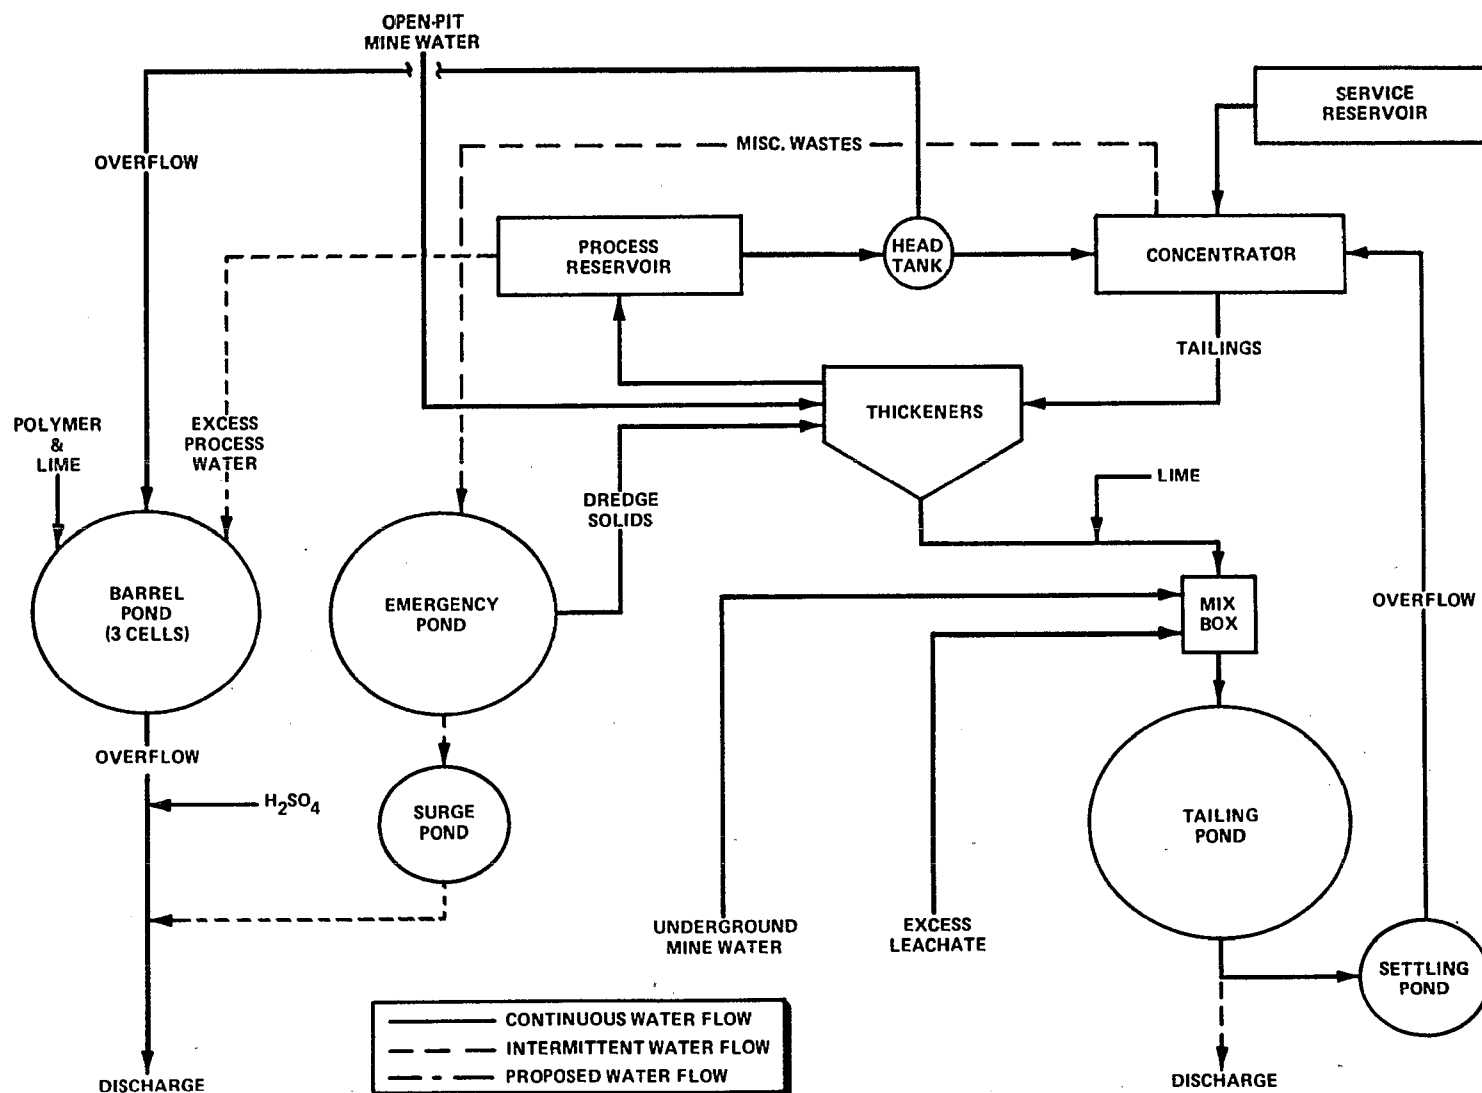 OPEN-PIT
MINE WATER
SERVICE
RESERVOIR
OVERFLOW
MISC. WASTES
PROCESS
RESERVOIR
HEAD
TANK
CONCENTRATOR
TAILINGS
THICKENERS
POLYMER
&
LIME
EXCESS
PROCESS
WATER
DREDGE
SOLIDS
LIME
BARREL
POND
(3 CELLS)
EMERGENCY
POND
MIX
BOX
OVERFLOW
OVERFLOW
H₂SO₄
SURGE
POND
TAILING
POND
UNDERGROUND
MINE WATER
EXCESS
LEACHATE
SETTLING
POND
CONTINUOUS WATER FLOW
INTERMITTENT WATER FLOW
PROPOSED WATER FLOW
DISCHARGE
DISCHARGE